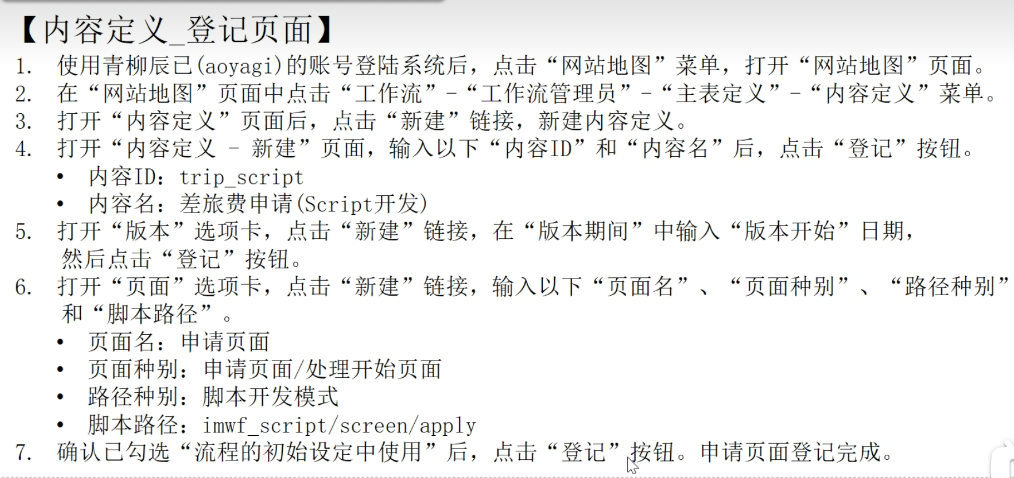 【内容定义_登记页面】
1. 使用青柳辰已(aoyagi)的账号登陆系统后，点击“网站地图”菜单，打开“网站地图”页面。
2. 在“网站地图”页面中点击“工作流”-“工作流管理员”-“主表定义”-“内容定义”菜单。
3. 打开“内容定义”页面后，点击“新建”链接，新建内容定义。
4. 打开“内容定义 - 新建”页面，输入以下“内容ID”和“内容名”后，点击“登记”按钮。
• 内容ID：trip_script
• 内容名：差旅费申请(Script开发)
5. 打开“版本”选项卡，点击“新建”链接，在“版本期间”中输入“版本开始”日期，
然后点击“登记”按钮。
6. 打开“页面”选项卡，点击“新建”链接，输入以下“页面名”、“页面种别”、“路径种别”
和“脚本路径”。
• 页面名：申请页面
• 页面种别：申请页面/处理开始页面
• 路径种别：脚本开发模式
• 脚本路径：imwf_script/screen/apply
7. 确认已勾选“流程的初始设定中使用”后，点击“登记”按钮。申请页面登记完成。